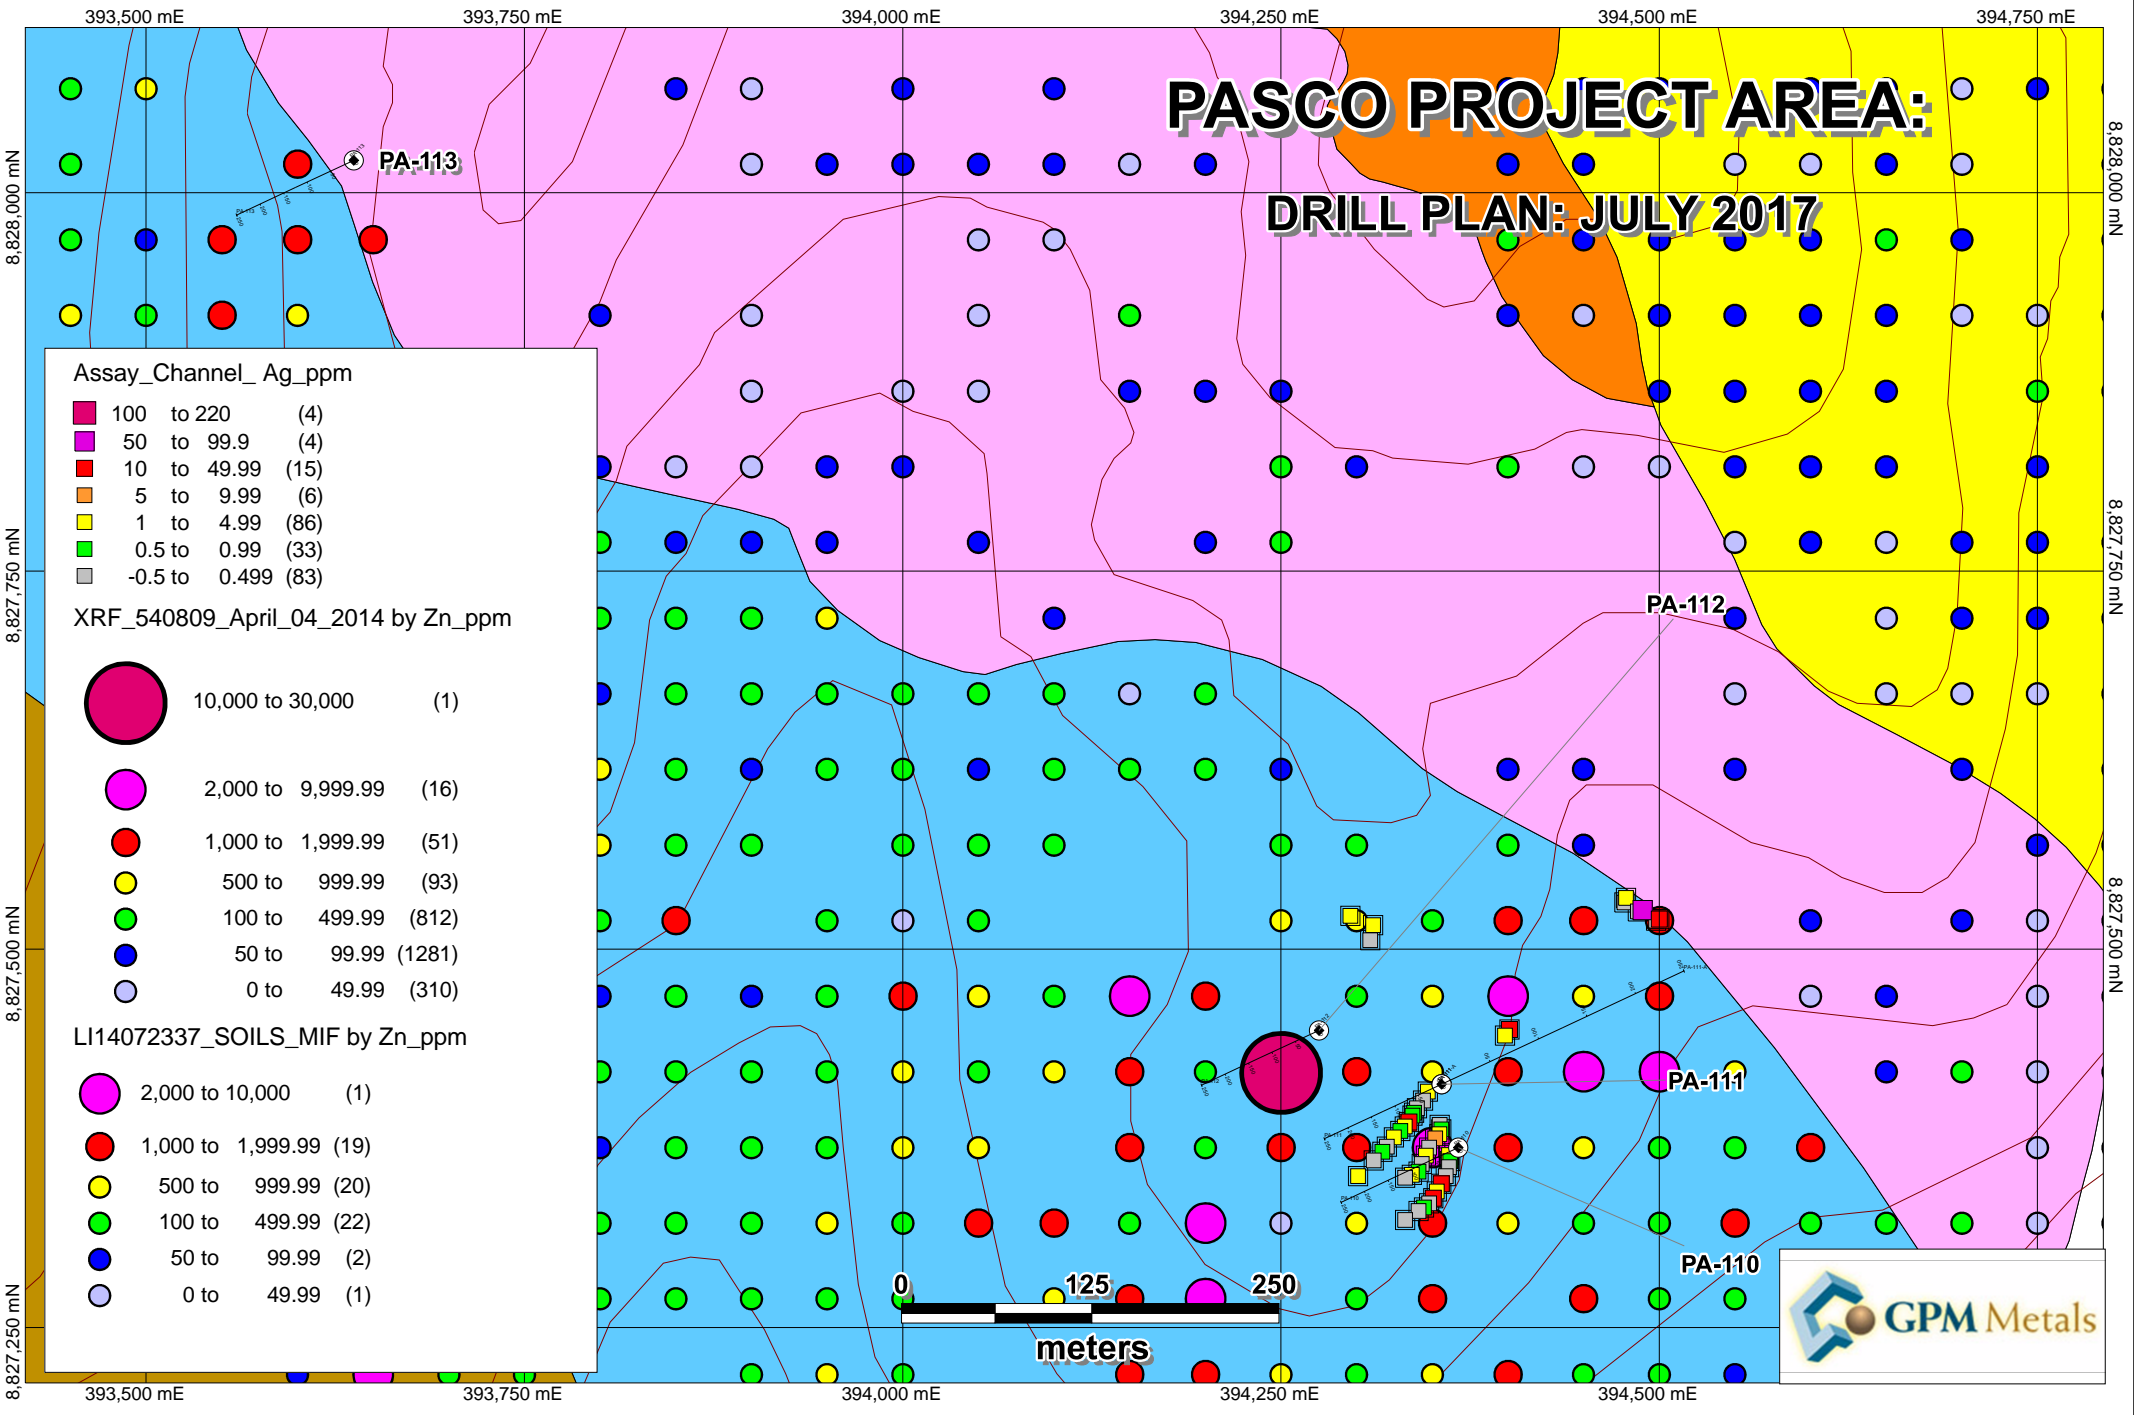 393,500 mE 393,750 mE 394,000 mE 394,250 mE 394,500 mE 394,750 mE
PASCO PROJECT AREA:
DRILL PLAN: JULY 2017
8,828,000 mN
8,828,000 mN
PA-113
Assay_Channel_ Ag_ppm
100 to 220 (4)
50 to 99.9 (4)
10 to 49.99 (15)
5 to 9.99 (6)
1 to 4.99 (86)
0.5 to 0.99 (33)
-0.5 to 0.499 (83)
XRF_540809_April_04_2014 by Zn_ppm
10,000 to 30,000 (1)
2,000 to 9,999.99 (16)
1,000 to 1,999.99 (51)
500 to 999.99 (93)
100 to 499.99 (812)
50 to 99.99 (1281)
0 to 49.99 (310)
LI14072337_SOILS_MIF by Zn_ppm
2,000 to 10,000 (1)
1,000 to 1,999.99 (19)
500 to 999.99 (20)
100 to 499.99 (22)
50 to 99.99 (2)
0 to 49.99 (1)
8,827,750 mN
8,827,750 mN
PA-112
8,827,500 mN
8,827,500 mN
PA-111
PA-110
0 125 250
meters
GPM Metals
8,827,250 mN
393,500 mE 393,750 mE 394,000 mE 394,250 mE 394,500 mE